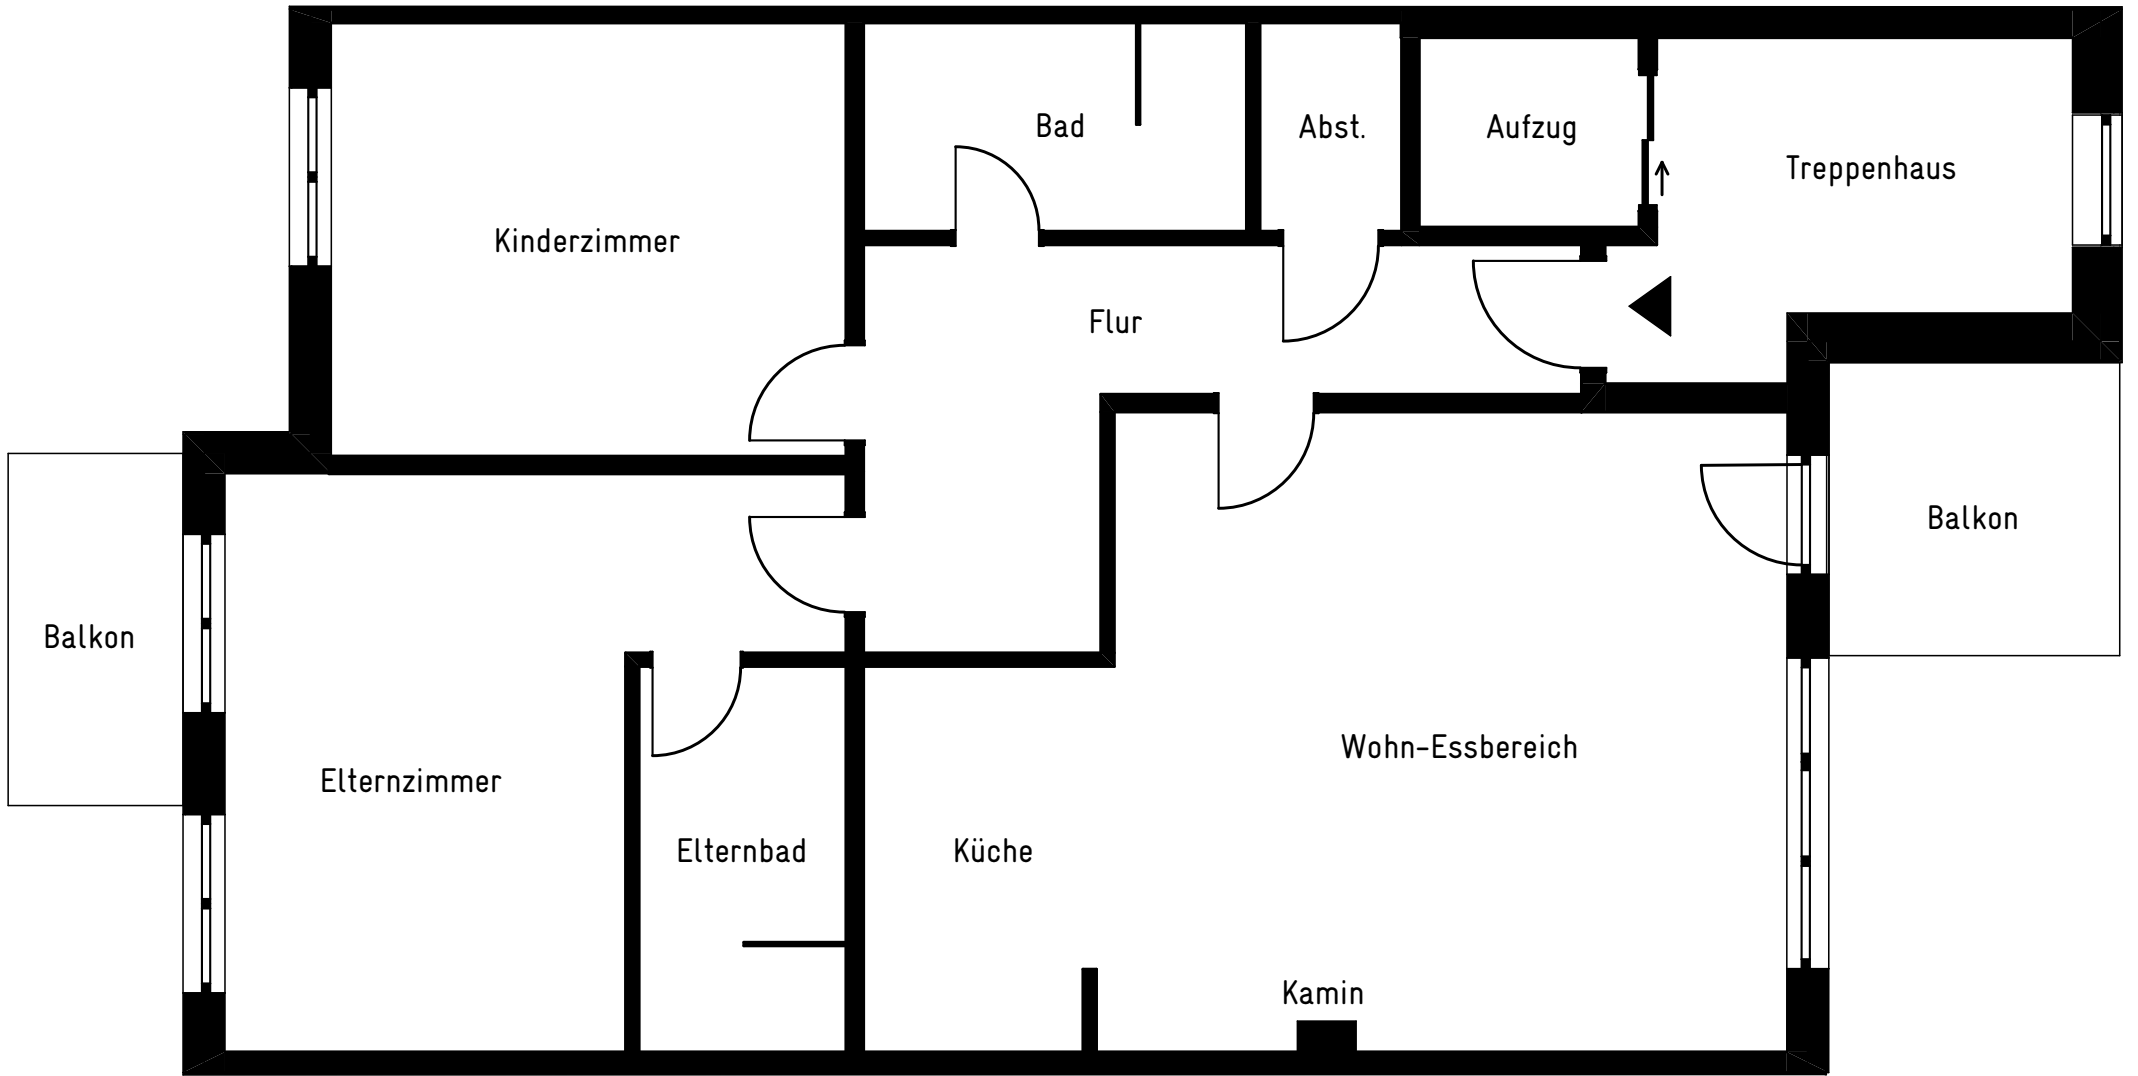 Bad
Abst.
Aufzug
Treppenhaus
Kinderzimmer
Flur
Balkon
Balkon
Wohn-Essbereich
Elternzimmer
Elternbad
Küche
Kamin